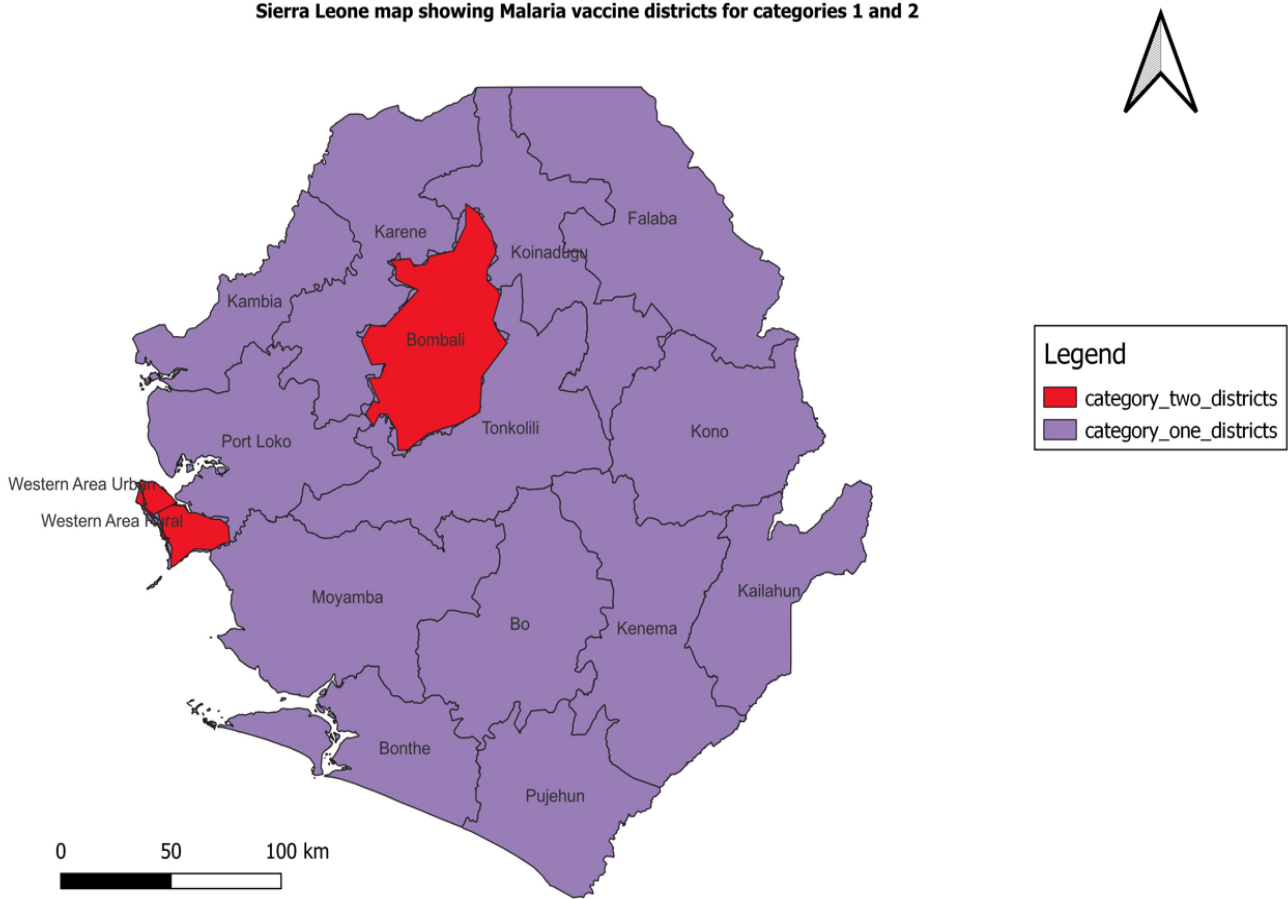 Sierra Leone map showing Malaria vaccine districts for categories 1 and 2
Falaba
Karene
Koinadugu
Kambia
Bombali
Legend
category_two_districts
category_one_districts
Tonkolili
Kono
Port Loko
Western Area Urban
Western Area Rural
Kailahun
Moyamba
Bo
Kenema
Bonthe
Pujehun
0 50 100 km